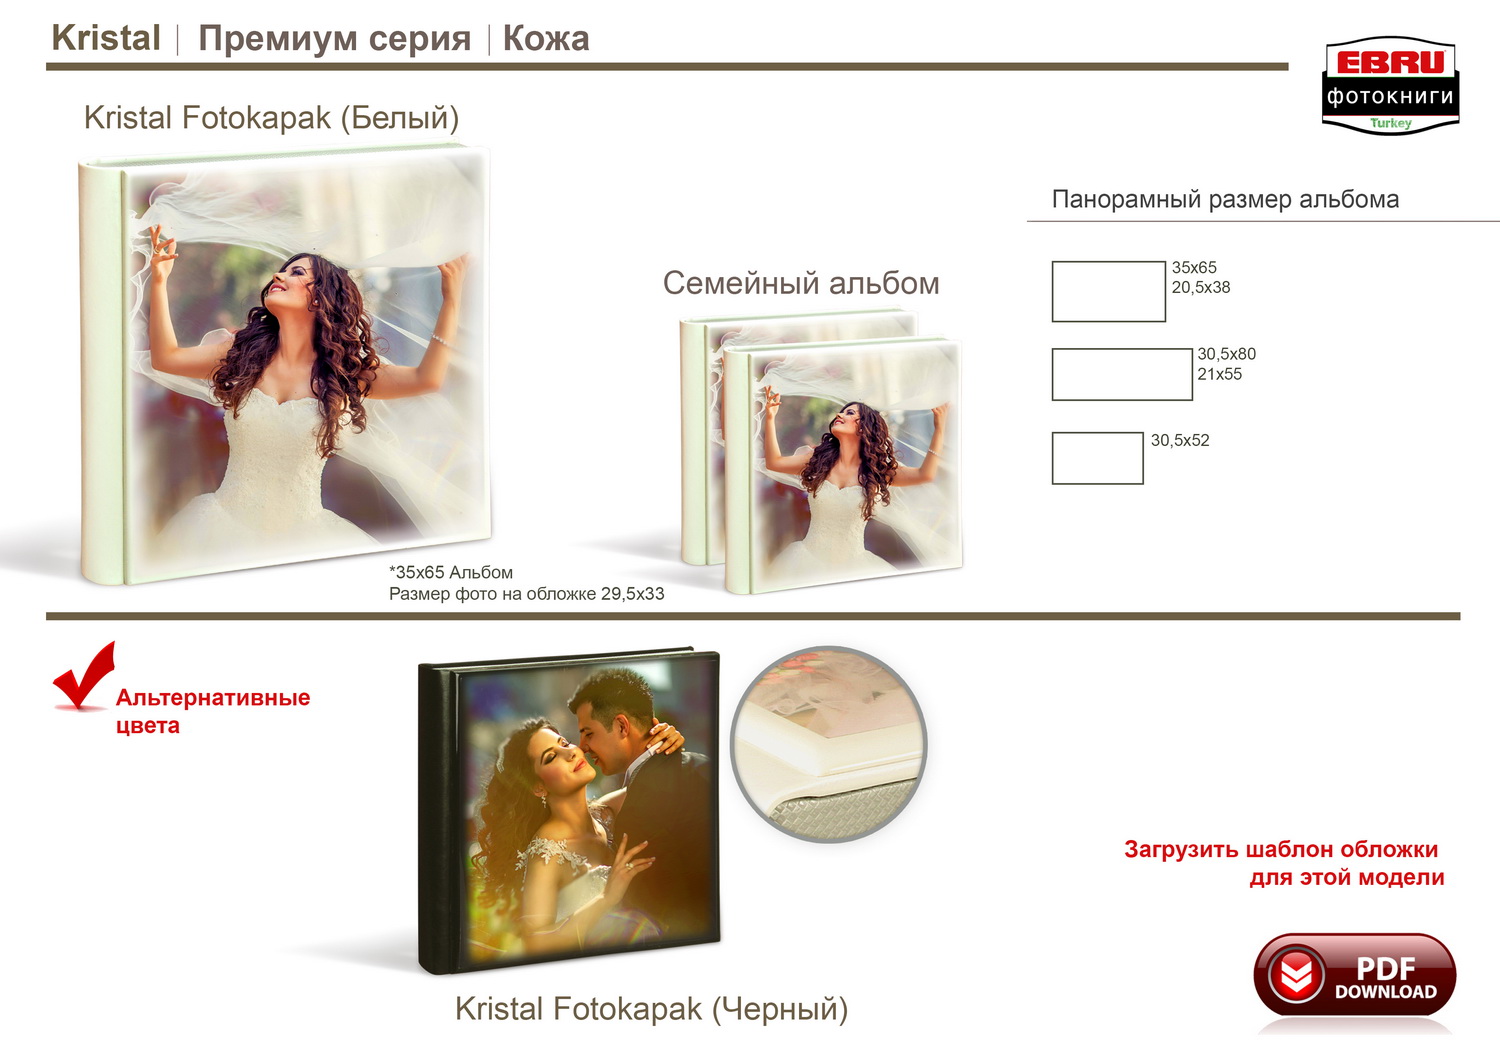 Kristal | Премиум серия | Кожа
EBRU
фотокниги
Turkey
Kristal Fotokapak (Белый)
Панорамный размер альбома
35x65
20,5x38
30,5x80
21x55
30,5x52
Семейный альбом
*35x65 Альбом
Размер фото на обложке 29,5x33
Альтернативные
цвета
Загрузить шаблон обложки
для этой модели
PDF
DOWNLOAD
Kristal Fotokapak (Черный)